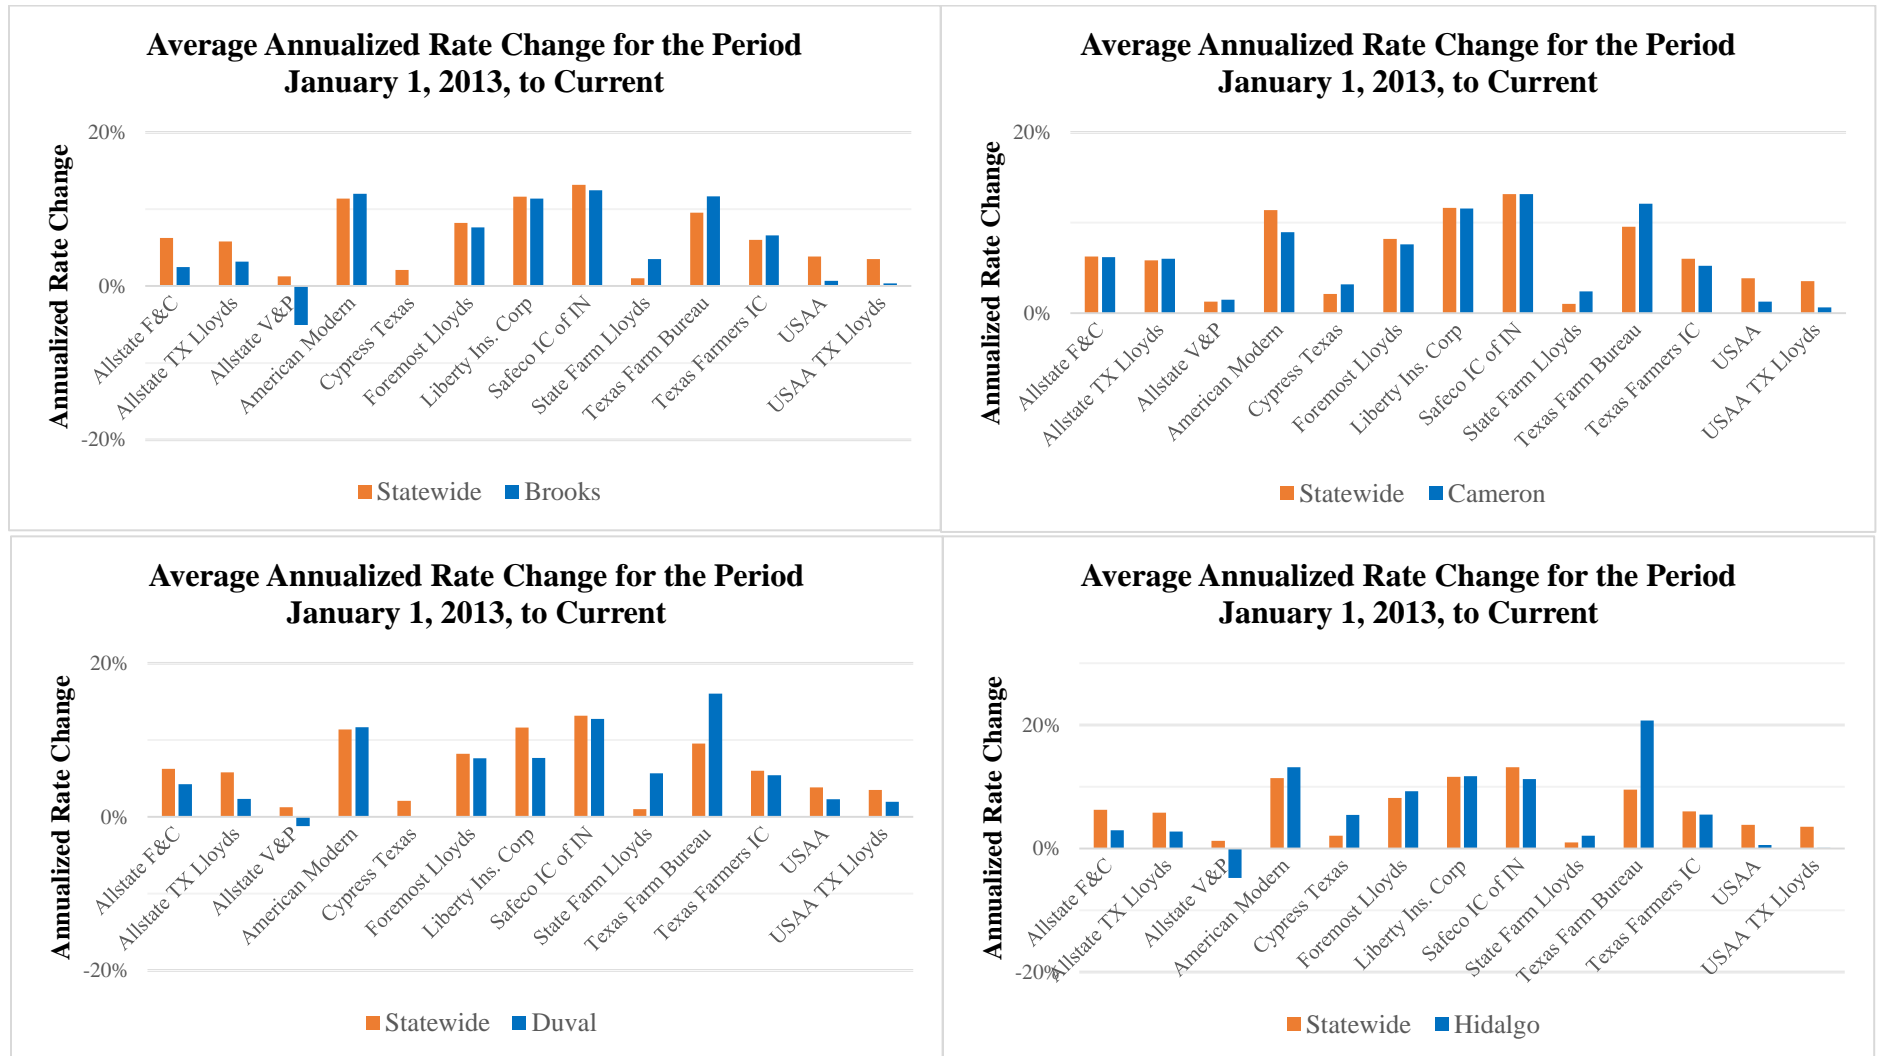 Average Annualized Rate Change for the Period
January 1, 2013, to Current
Annualized Rate Change
20%
0%
-20%
Allstate F&C
Allstate TX Lloyds
Allstate V&P
American Modern
Cypress Texas
Foremost Lloyds
Liberty Ins. Corp
Safeco IC of IN
State Farm Lloyds
Texas Farm Bureau
Texas Farmers IC
USAA
USAA TX Lloyds
Statewide Brooks
Average Annualized Rate Change for the Period
January 1, 2013, to Current
Annualized Rate Change
20%
0%
Allstate F&C
Allstate TX Lloyds
Allstate V&P
American Modern
Cypress Texas
Foremost Lloyds
Liberty Ins. Corp
Safeco IC of IN
State Farm Lloyds
Texas Farm Bureau
Texas Farmers IC
USAA
USAA TX Lloyds
Statewide Cameron
Average Annualized Rate Change for the Period
January 1, 2013, to Current
Annualized Rate Change
20%
0%
-20%
Allstate F&C
Allstate TX Lloyds
Allstate V&P
American Modern
Cypress Texas
Foremost Lloyds
Liberty Ins. Corp
Safeco IC of IN
State Farm Lloyds
Texas Farm Bureau
Texas Farmers IC
USAA
USAA TX Lloyds
Statewide Duval
Average Annualized Rate Change for the Period
January 1, 2013, to Current
Annualized Rate Change
20%
0%
-20%
Allstate F&C
Allstate TX Lloyds
Allstate V&P
American Modern
Cypress Texas
Foremost Lloyds
Liberty Ins. Corp
Safeco IC of IN
State Farm Lloyds
Texas Farm Bureau
Texas Farmers IC
USAA
USAA TX Lloyds
Statewide Hidalgo